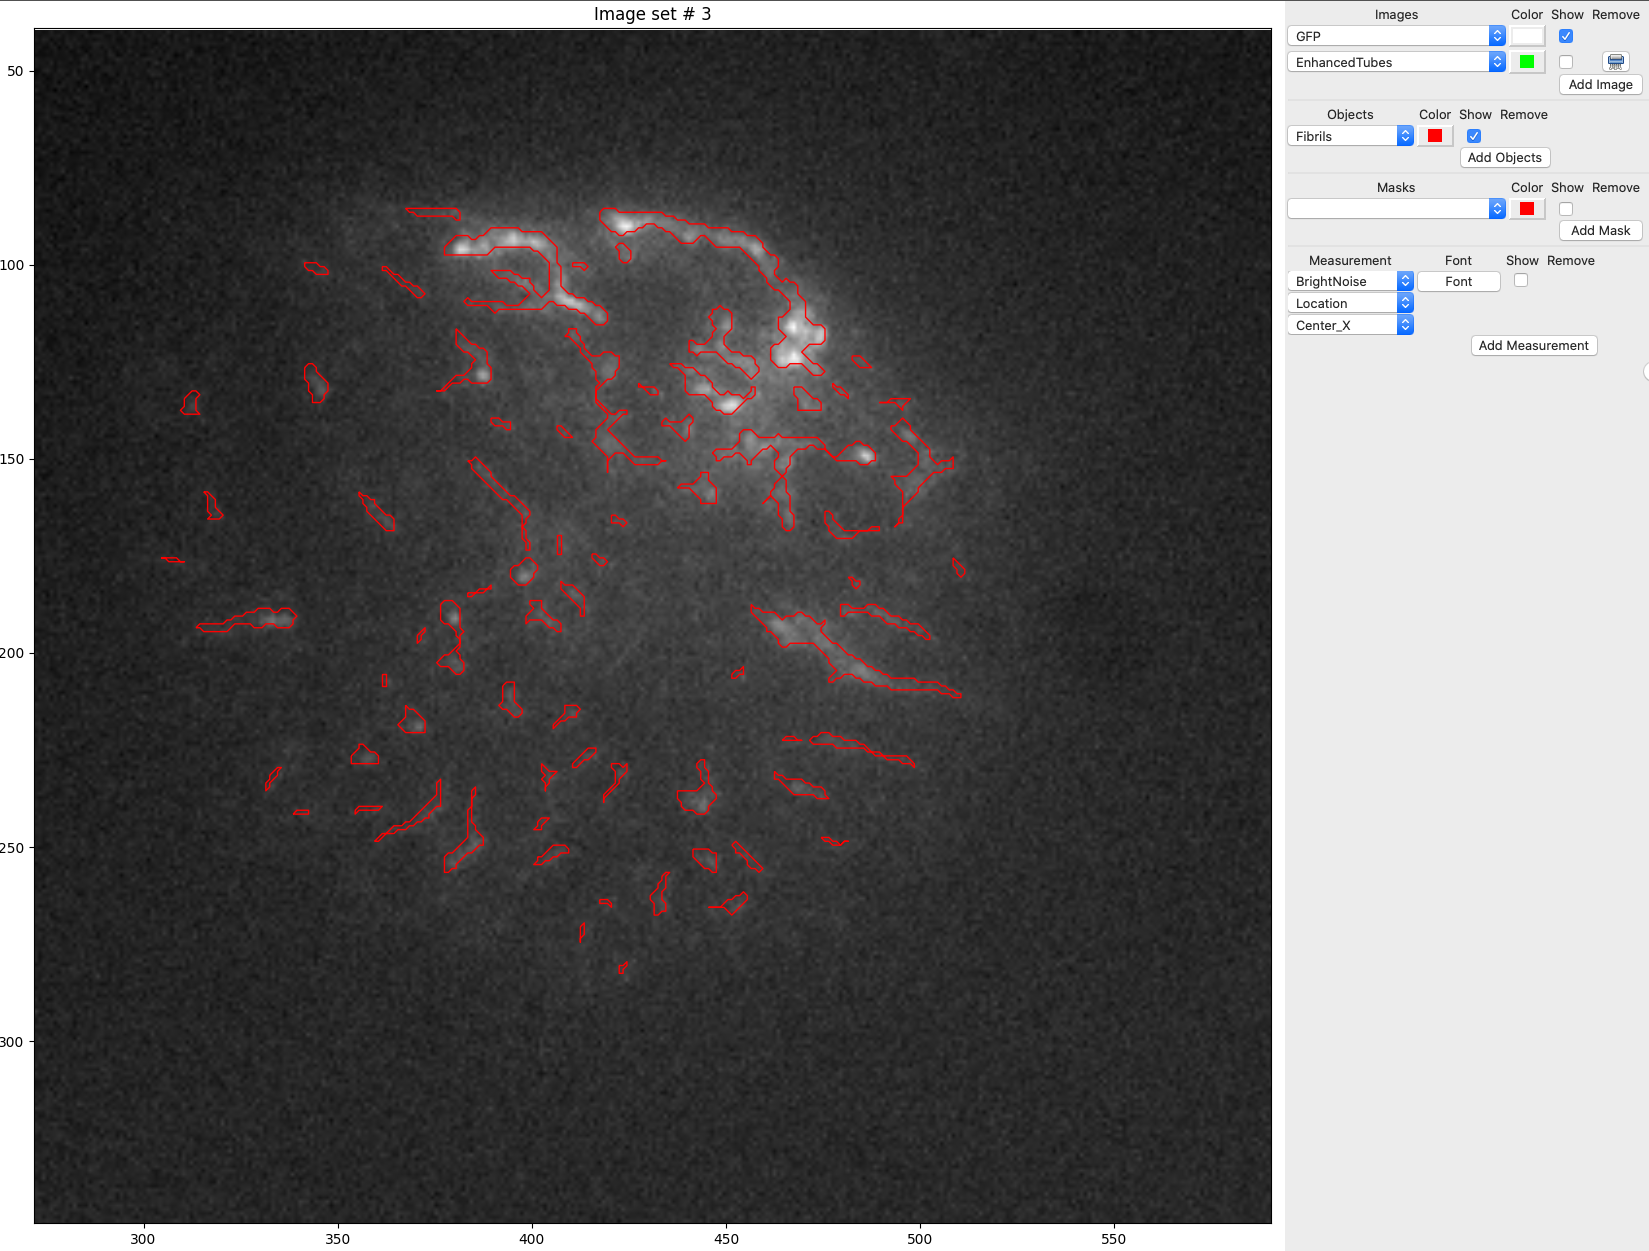 Image set # 3
50
100
150
200
250
300
300
350
400
450
500
550
Images Color Show Remove
GFP
EnhancedTubes
Add Image
Objects Color Show Remove
Fibrils
Add Objects
Masks Color Show Remove
Add Mask
Measurement Font Show Remove
BrightNoise Font
Location
Center_X
Add Measurement